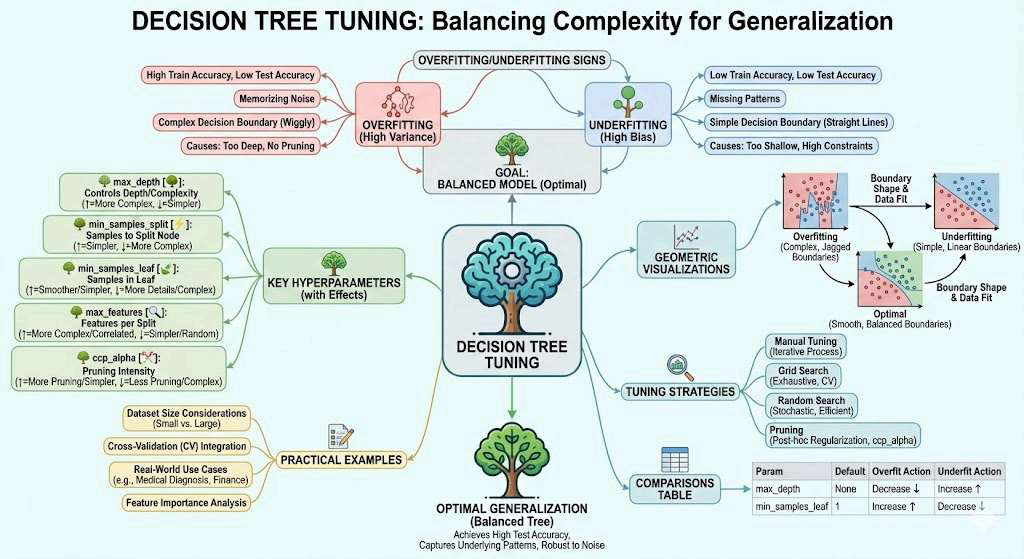 DECISION TREE TUNING: Balancing Complexity for Generalization
OVERFITTING/UNDERFITTING SIGNS
High Train Accuracy, Low Test Accuracy
Memorizing Noise
Complex Decision Boundary (Wiggly)
Causes: Too Deep, No Pruning
OVERFITTING
(High Variance)
UNDERFITTING
(High Bias)
Low Train Accuracy, Low Test Accuracy
Missing Patterns
Simple Decision Boundary (Straight Lines)
Causes: Too Shallow, High Constraints
GOAL:
BALANCED MODEL (Optimal)
max_depth [🌳]:
Controls Depth/Complexity
(↑=More Complex, ↓=Simpler)
min_samples_split [⚡]:
Samples to Split Node
(↑=Simpler, ↓=More Complex)
min_samples_leaf [🍃]:
Samples in Leaf
(↑=Smoother/Simpler, ↓=More Details/Complex)
max_features [🔍]:
Features per Split
(↑=More Complex/Correlated, ↓=Simpler/Random)
ccp_alpha [✂]:
Pruning Intensity
(↑=More Pruning/Simpler, ↓=Less Pruning/Complex)
KEY HYPERPARAMETERS
(with Effects)
DECISION TREE
TUNING
GEOMETRIC
VISUALIZATIONS
Boundary
Shape &
Data Fit
Overfitting
(Complex, Jagged
Boundaries)
Underfitting
(Simple, Linear Boundaries)
Boundary Shape
& Data Fit
Optimal
(Smooth, Balanced Boundaries)
TUNING STRATEGIES
Manual Tuning
(Iterative Process)
Grid Search
(Exhaustive, CV)
Random Search
(Stochastic, Efficient)
Pruning
(Post-hoc Regularization, ccp_alpha)
Dataset Size Considerations
(Small vs. Large)
Cross-Validation (CV) Integration
Real-World Use Cases
(e.g., Medical Diagnosis, Finance)
Feature Importance Analysis
PRACTICAL EXAMPLES
OPTIMAL GENERALIZATION
(Balanced Tree)
Achieves High Test Accuracy,
Captures Underlying Patterns, Robust to Noise
COMPARISONS
TABLE
Param Default Overfit Action Underfit Action
max_depth None Decrease ↓ Increase ↑
min_samples_leaf 1 Increase ↑ Decrease ↓